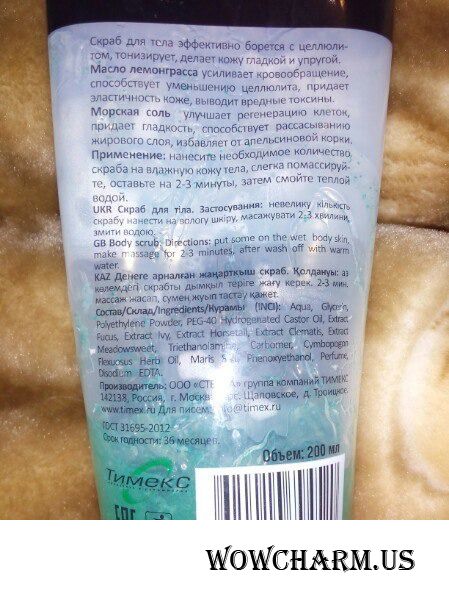 Скраб для тела эффективно борется с целлюли-
том, тонизирует, делает кожу гладкой и упругой.
Масло лемонграсса усиливает кровообращение,
способствует уменьшению целлюлита, придает
эластичность коже, выводит вредные токсины.
Морская соль улучшает регенерацию клеток,
придает гладкость, способствует рассасыванию
жирового слоя, избавляет от апельсиновой корки.
Применение: нанесите необходимое количество
скраба на влажную кожу тела, слегка помассируй-
те, оставьте на 2-3 минуты, затем смойте теплой
водой.
UKR Скраб для тіла. Застосування: невелику кількість
скрабу нанести на вологу шкіру, масажувати 2-3 хвилини,
змити водою.
GB Body scrub. Directions: put some on the wet body skin,
make massage for 2-3 minutes, after wash off with warm
water.
KAZ Денеге арналған жаңартқыш скраб. Қолдануы: аз
көлемдегі скрабты дымқыл теріге жағу керек. 2-3 мин.
массаж жасап, сумен жуып тастау қажет.
Состав/Склад/Ingredients/Курамы (INCI): Aqua, Glycerin,
Polyethylene Powder, PEG-40 Hydrogenated Castor Oil, Extract
Fucus, Extract Ivy, Extract Horsetail, Extract Clematis, Extract
Meadowsweet, Triethanolamine, Carbomer, Cymbopogon
Flexuosus Herb Oil, Maris Phenoxyethanol, Perfume,
Disodium EDTA.
Производитель: ООО группа компаний ТИМЕКС
142138, Россия, г. Москва, с. Щаповское, д. Троицкое.
www.timex.ru Для писем: @timex.ru
ГОСТ 31695-2012
Срок годности: 36 месяцев.
Объем: 200 мл
Тимекс
EAC
WOWCHARM.US